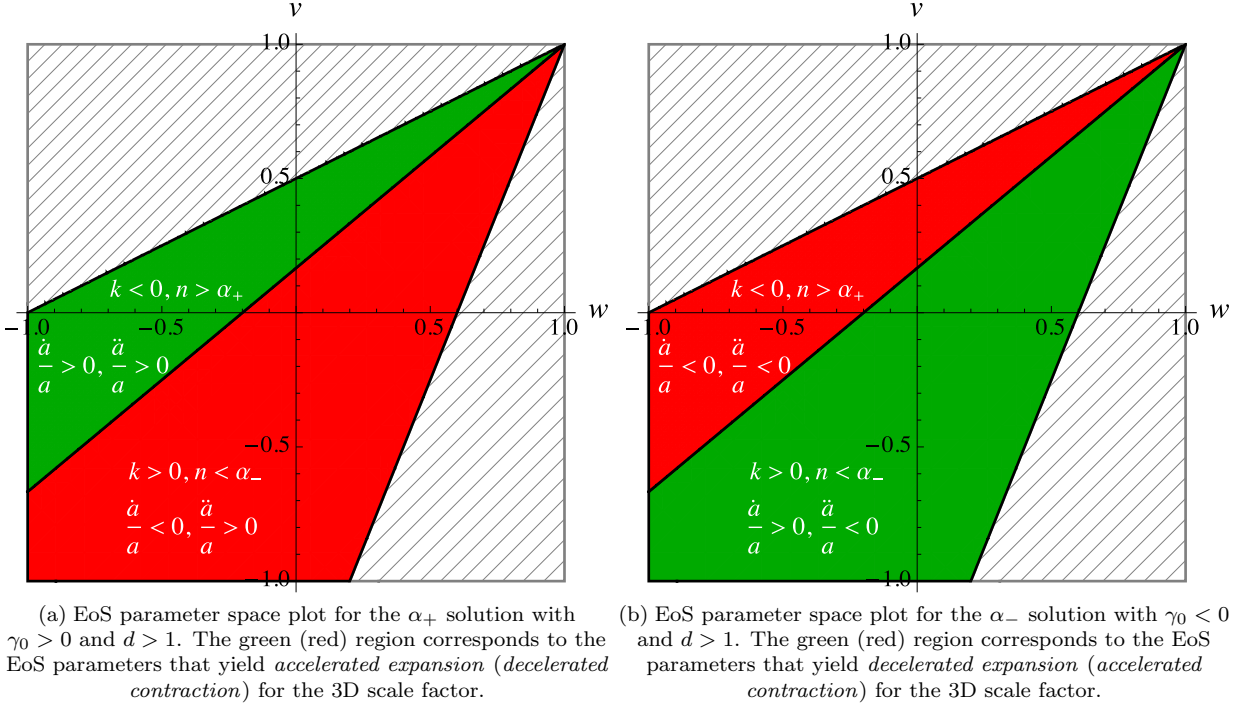 v
1.0
0.5
k < 0, n > α₊
w
−1.0
−0.5
0.5
1.0
ȧ/a > 0, ä/a > 0
−0.5
k > 0, n < α₋
ȧ/a < 0, ä/a > 0
−1.0
(a) EoS parameter space plot for the α₊ solution with
γ₀ > 0 and d > 1. The green (red) region corresponds to the
EoS parameters that yield accelerated expansion (decelerated
contraction) for the 3D scale factor.
v
1.0
0.5
k < 0, n > α₊
w
−1.0
−0.5
0.5
1.0
ȧ/a < 0, ä/a < 0
−0.5
k > 0, n < α₋
ȧ/a > 0, ä/a < 0
−1.0
(b) EoS parameter space plot for the α₋ solution with γ₀ < 0
and d > 1. The green (red) region corresponds to the EoS
parameters that yield decelerated expansion (accelerated
contraction) for the 3D scale factor.